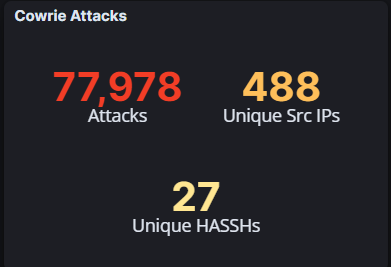 Cowrie Attacks
77,978 488
Attacks Unique Src IPs
27
Unique HASSHs